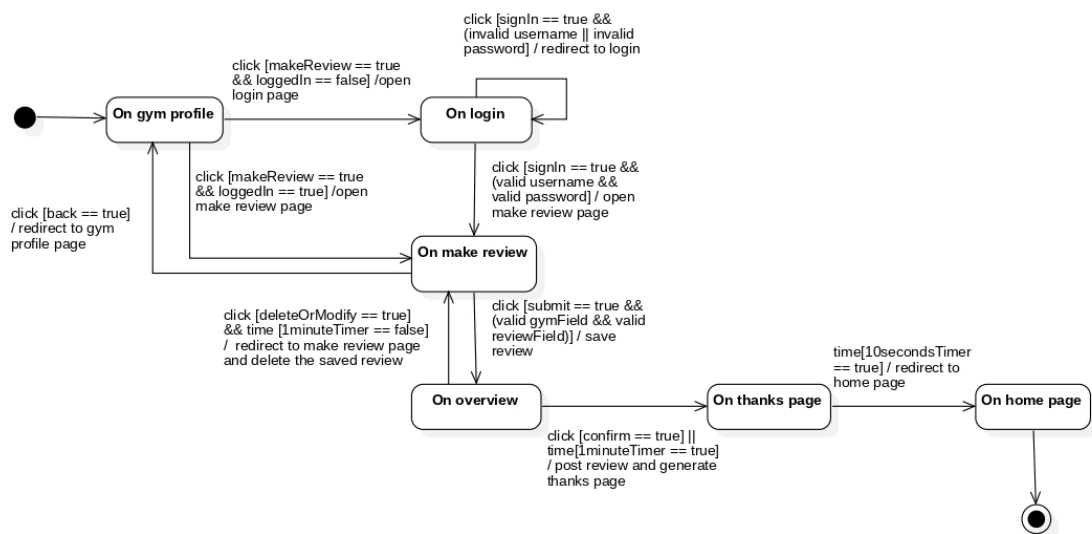 click [signIn == true &&
(invalid username || invalid
password] / redirect to login
click [makeReview == true
&& loggedIn == false] /open
login page
On gym profile
On login
click [makeReview == true
&& loggedIn == true] /open
make review page
click [signIn == true &&
(valid username &&
valid password] / open
make review page
click [back == true]
/ redirect to gym
profile page
On make review
click [deleteOrModify == true]
&& time [1minuteTimer == false]
/ redirect to make review page
and delete the saved review
click [submit == true &&
(valid gymField && valid
reviewField)] / save
review
time[10secondsTimer
== true] / redirect to
home page
On overview
On thanks page
On home page
click [confirm == true] ||
time[1minuteTimer == true]
/ post review and generate
thanks page